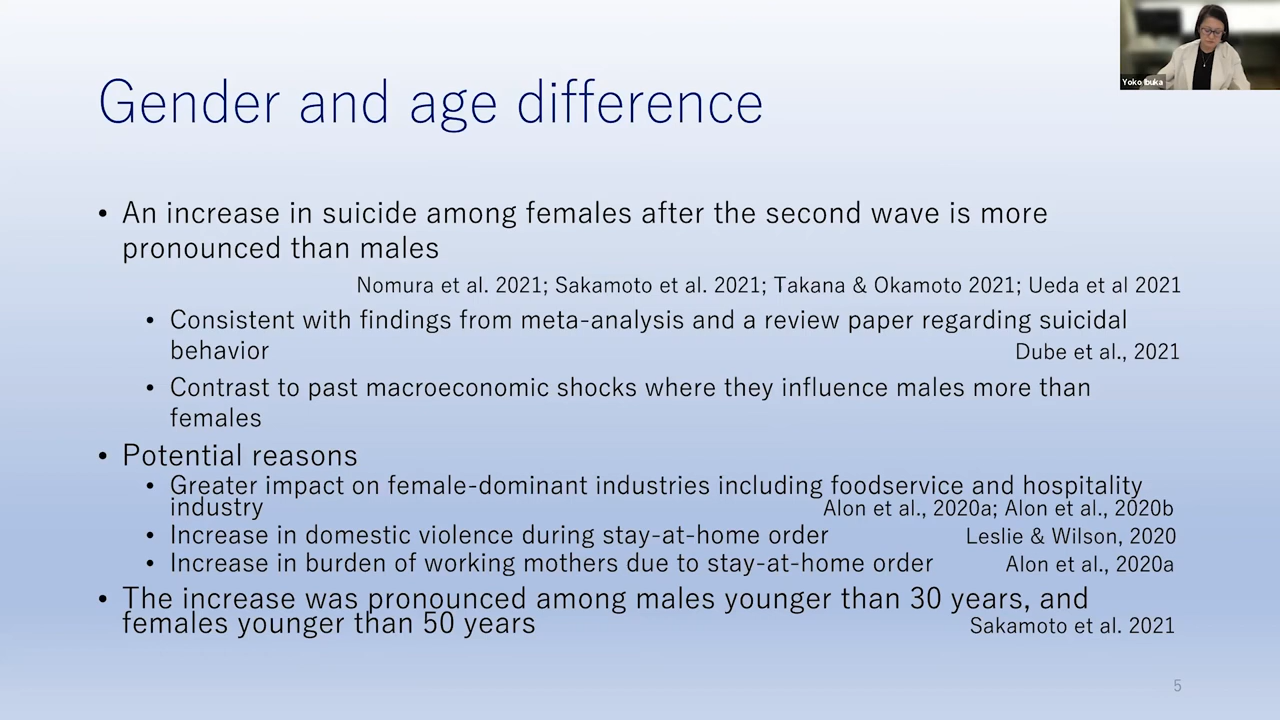 Yoko Ibuka
Gender and age difference
• An increase in suicide among females after the second wave is more
pronounced than males
Nomura et al. 2021; Sakamoto et al. 2021; Takana & Okamoto 2021; Ueda et al 2021
• Consistent with findings from meta-analysis and a review paper regarding suicidal
behavior Dube et al., 2021
• Contrast to past macroeconomic shocks where they influence males more than
females
• Potential reasons
• Greater impact on female-dominant industries including foodservice and hospitality
industry Alon et al., 2020a; Alon et al., 2020b
• Increase in domestic violence during stay-at-home order Leslie & Wilson, 2020
• Increase in burden of working mothers due to stay-at-home order Alon et al., 2020a
• The increase was pronounced among males younger than 30 years, and
females younger than 50 years Sakamoto et al. 2021
5